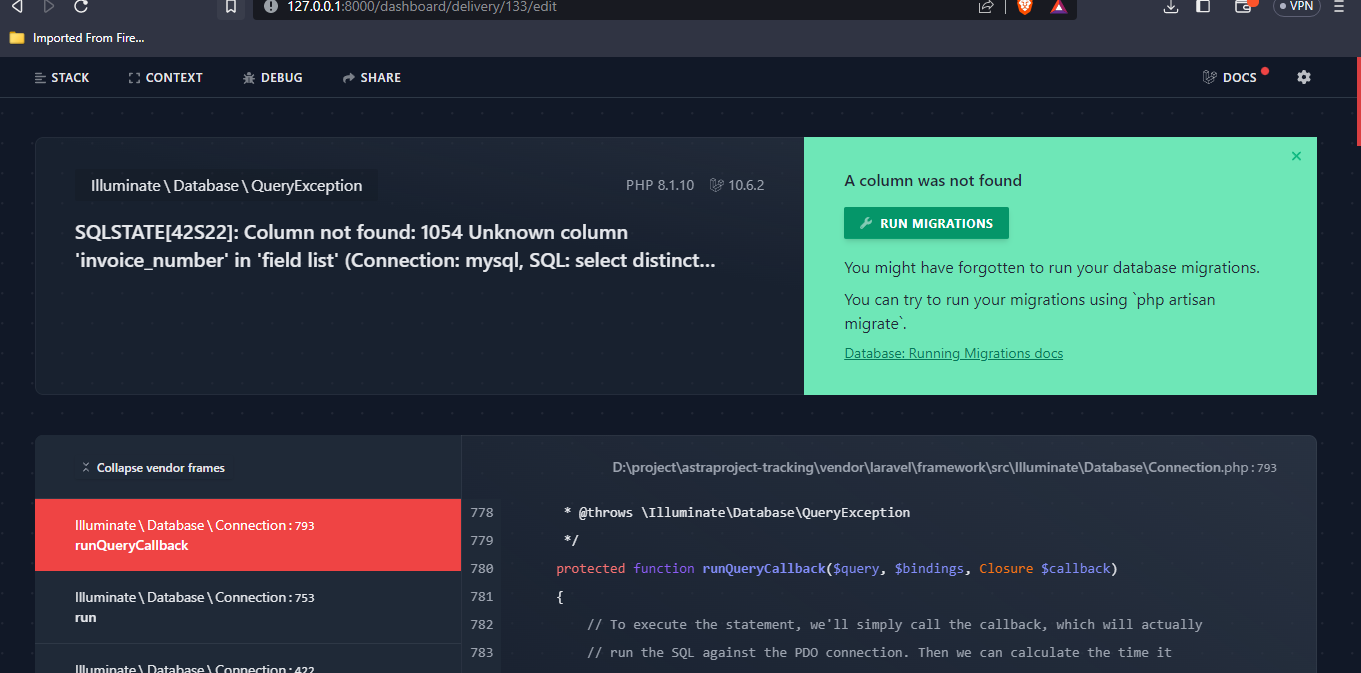 127.0.0.1:8000/dashboard/delivery/133/edit
VPN
Imported From Fire...
STACK CONTEXT DEBUG SHARE DOCS
Illuminate \ Database \ QueryException PHP 8.1.10 10.6.2
SQLSTATE[42S22]: Column not found: 1054 Unknown column
'invoice_number' in 'field list' (Connection: mysql, SQL: select distinct...
A column was not found
RUN MIGRATIONS
You might have forgotten to run your database migrations.
You can try to run your migrations using `php artisan
migrate`.
Database: Running Migrations docs
Collapse vendor frames
Illuminate \ Database \ Connection : 793
runQueryCallback
Illuminate \ Database \ Connection : 753
run
Illuminate \ Database \ Connection : 422
D:\project\astraproject-tracking\vendor\laravel\framework\src\Illuminate\Database\Connection.php : 793
778 * @throws \Illuminate\Database\QueryException
779 */
780 protected function runQueryCallback($query, $bindings, Closure $callback)
781 {
782 // To execute the statement, we'll simply call the callback, which will actually
783 // run the SQL against the PDO connection. Then we can calculate the time it